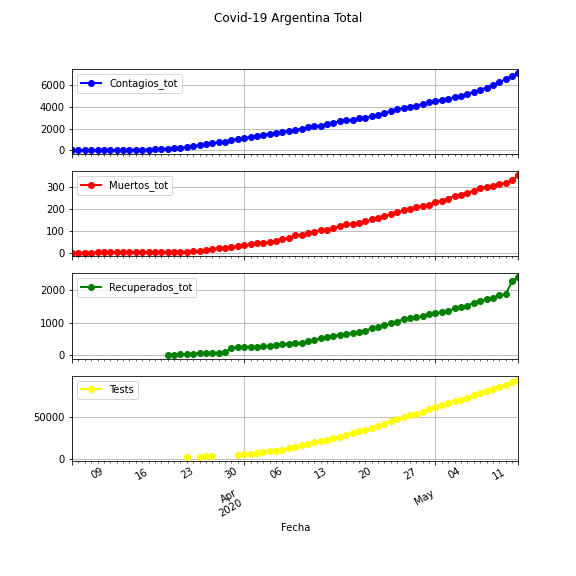 Covid-19 Argentina Total
Contagios_tot
6000
4000
2000
0
Muertos_tot
300
200
100
0
Recuperados_tot
2000
1000
0
Tests
50000
0
09 16 23 30 06 13 20 27 04 11
Apr May
2020
Fecha